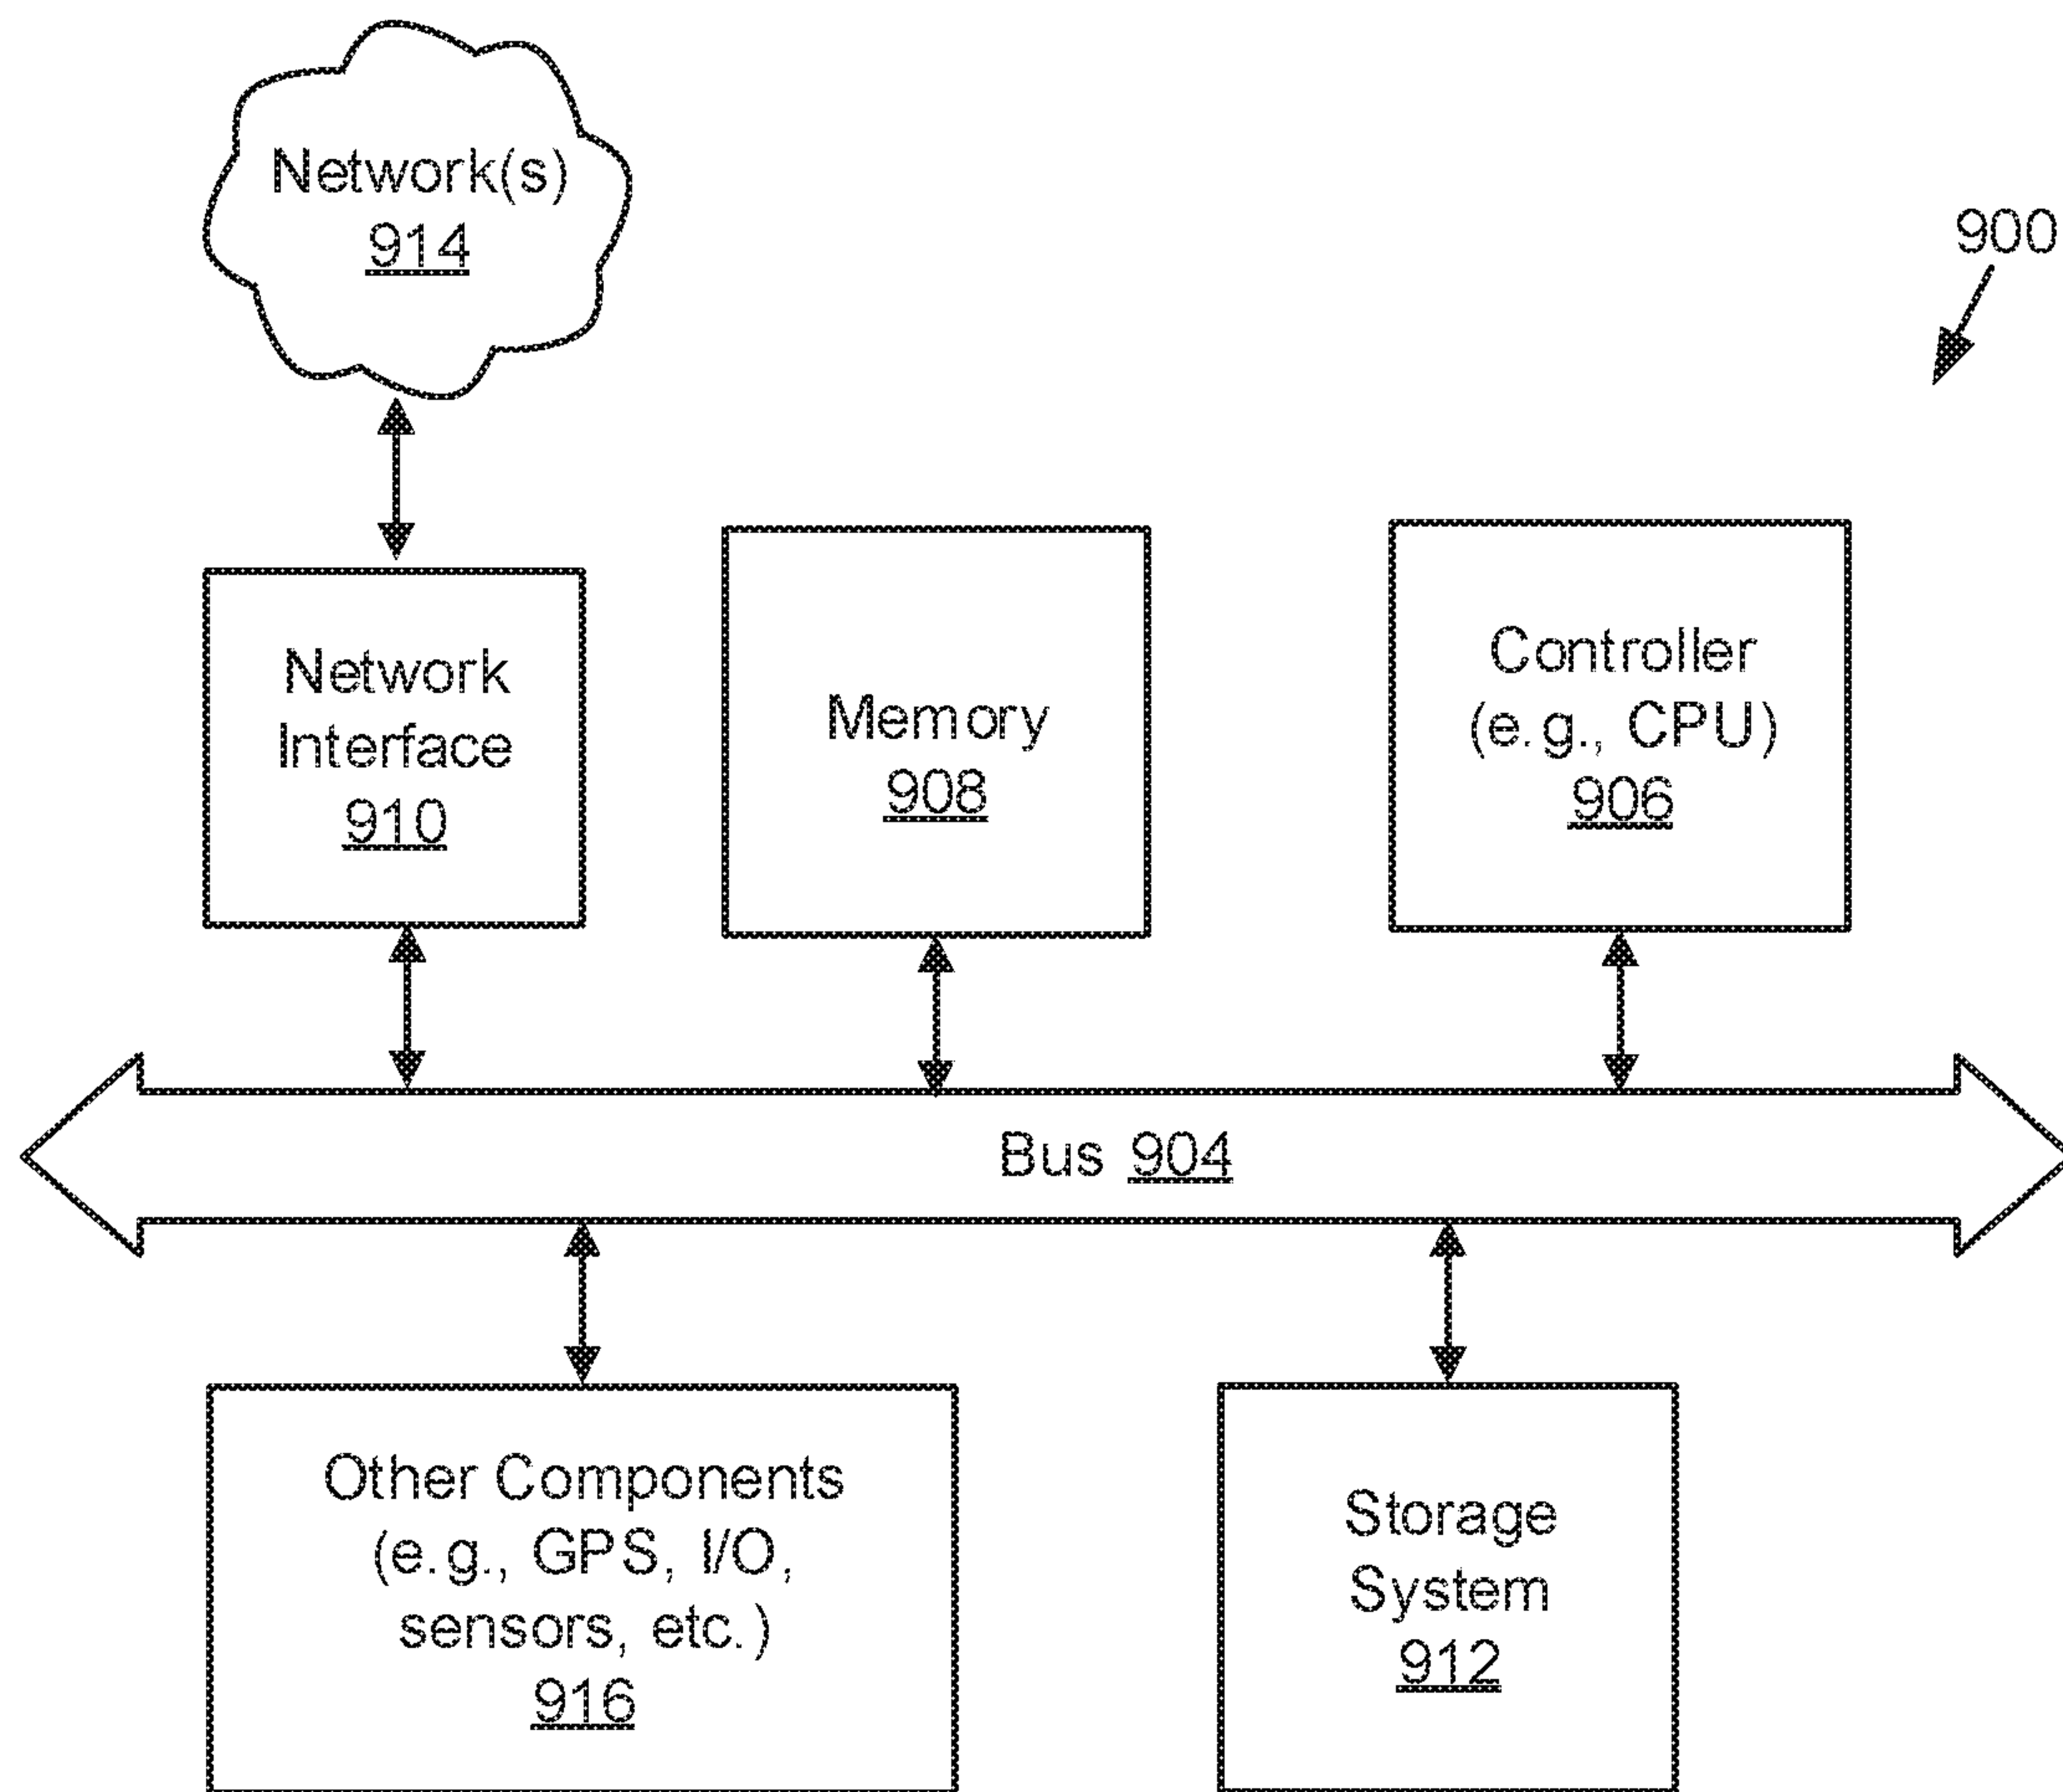 Network(s)
914
900
Network
Interface
910
Memory
908
Controller
(e.g., CPU)
906
Bus 904
Other Components
(e.g., GPS, I/O,
sensors, etc.)
916
Storage
System
912